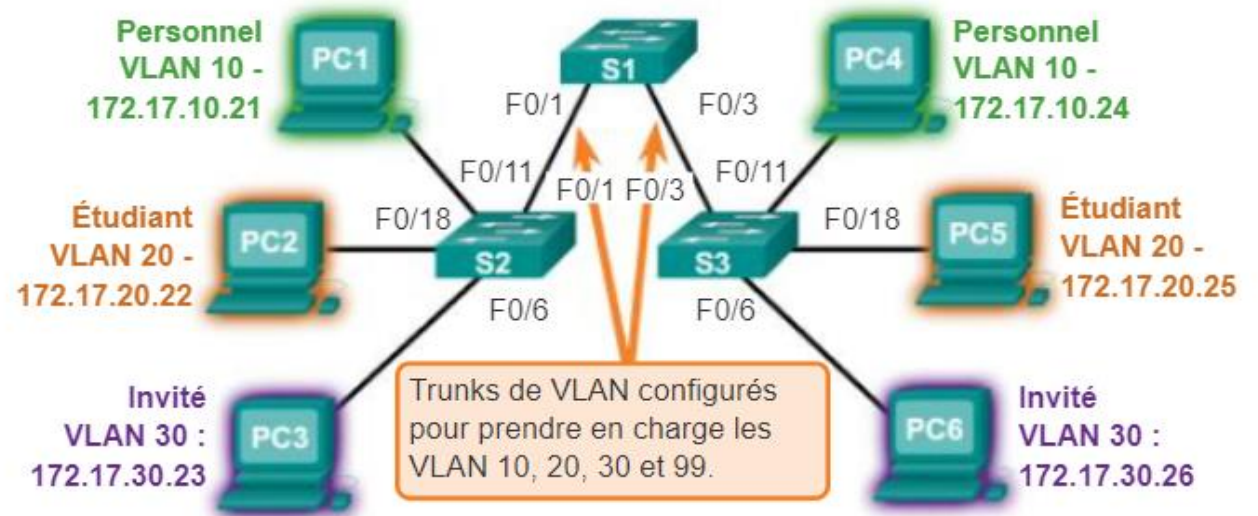 Personnel
VLAN 10 -
172.17.10.21
PC1
S1
PC4
Personnel
VLAN 10 -
172.17.10.24
F0/1
F0/3
F0/11
F0/1
F0/3
F0/11
Étudiant
VLAN 20 -
172.17.20.22
PC2
F0/18
S2
S3
F0/18
PC5
Étudiant
VLAN 20 -
172.17.20.25
F0/6
F0/6
Invité
VLAN 30 :
172.17.30.23
PC3
Trunks de VLAN configurés
pour prendre en charge les
VLAN 10, 20, 30 et 99.
PC6
Invité
VLAN 30 :
172.17.30.26